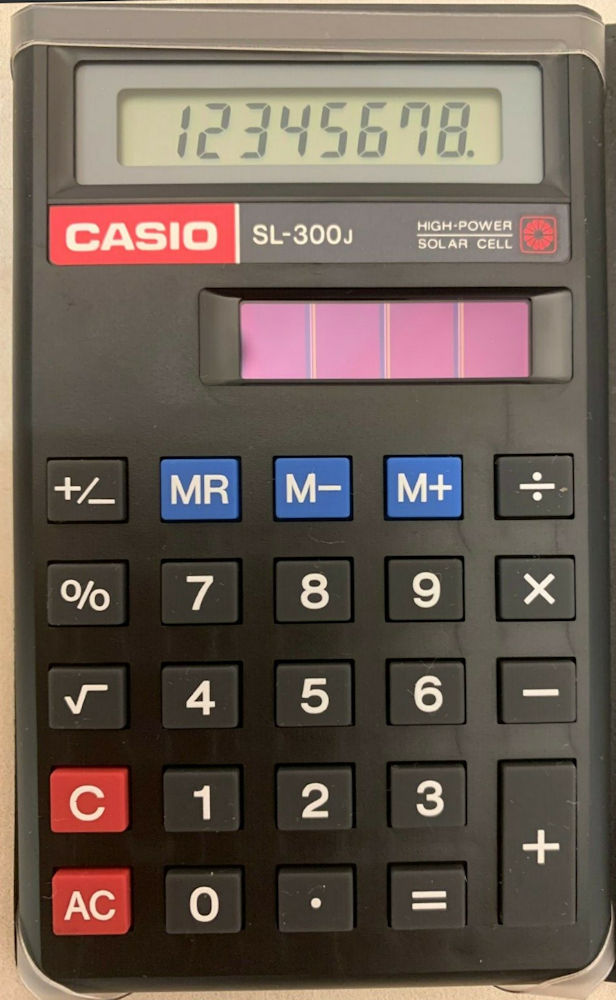 12345678.
CASIO SL-300J HIGH-POWER
SOLAR CELL
+/− MR M− M+ ÷
% 7 8 9 ×
√ 4 5 6 −
C 1 2 3
+
AC 0 · =